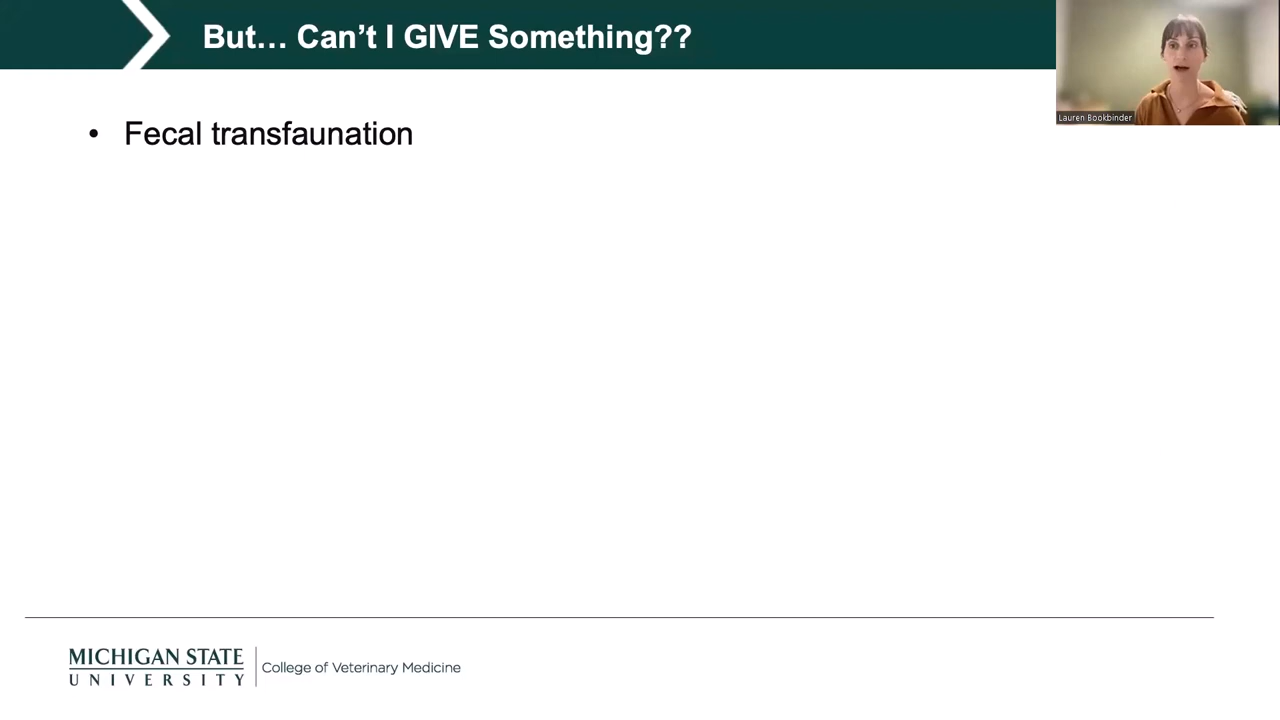 But… Can’t I GIVE Something??
Lauren Bookbinder
• Fecal transfaunation
MICHIGAN STATE
UNIVERSITY
College of Veterinary Medicine